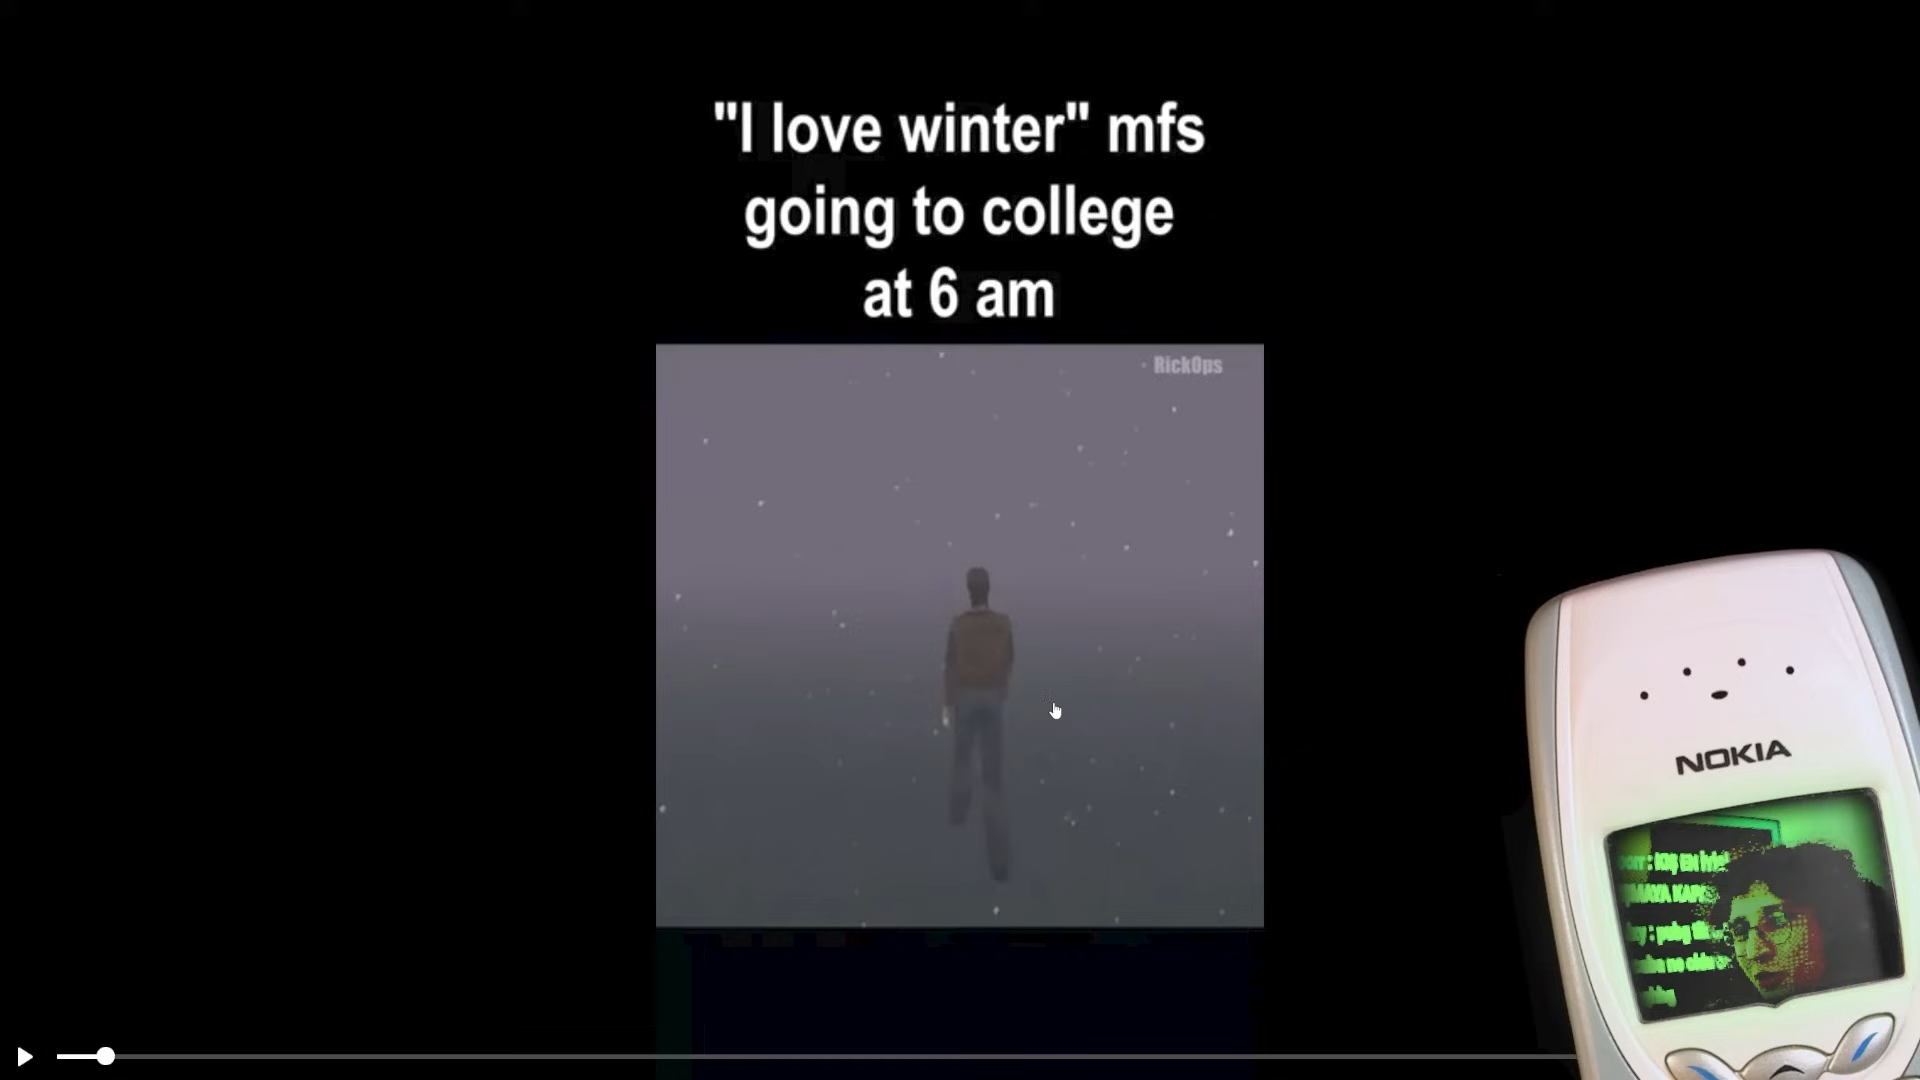 "I love winter" mfs
going to college
at 6 am
RickOps
NOKIA